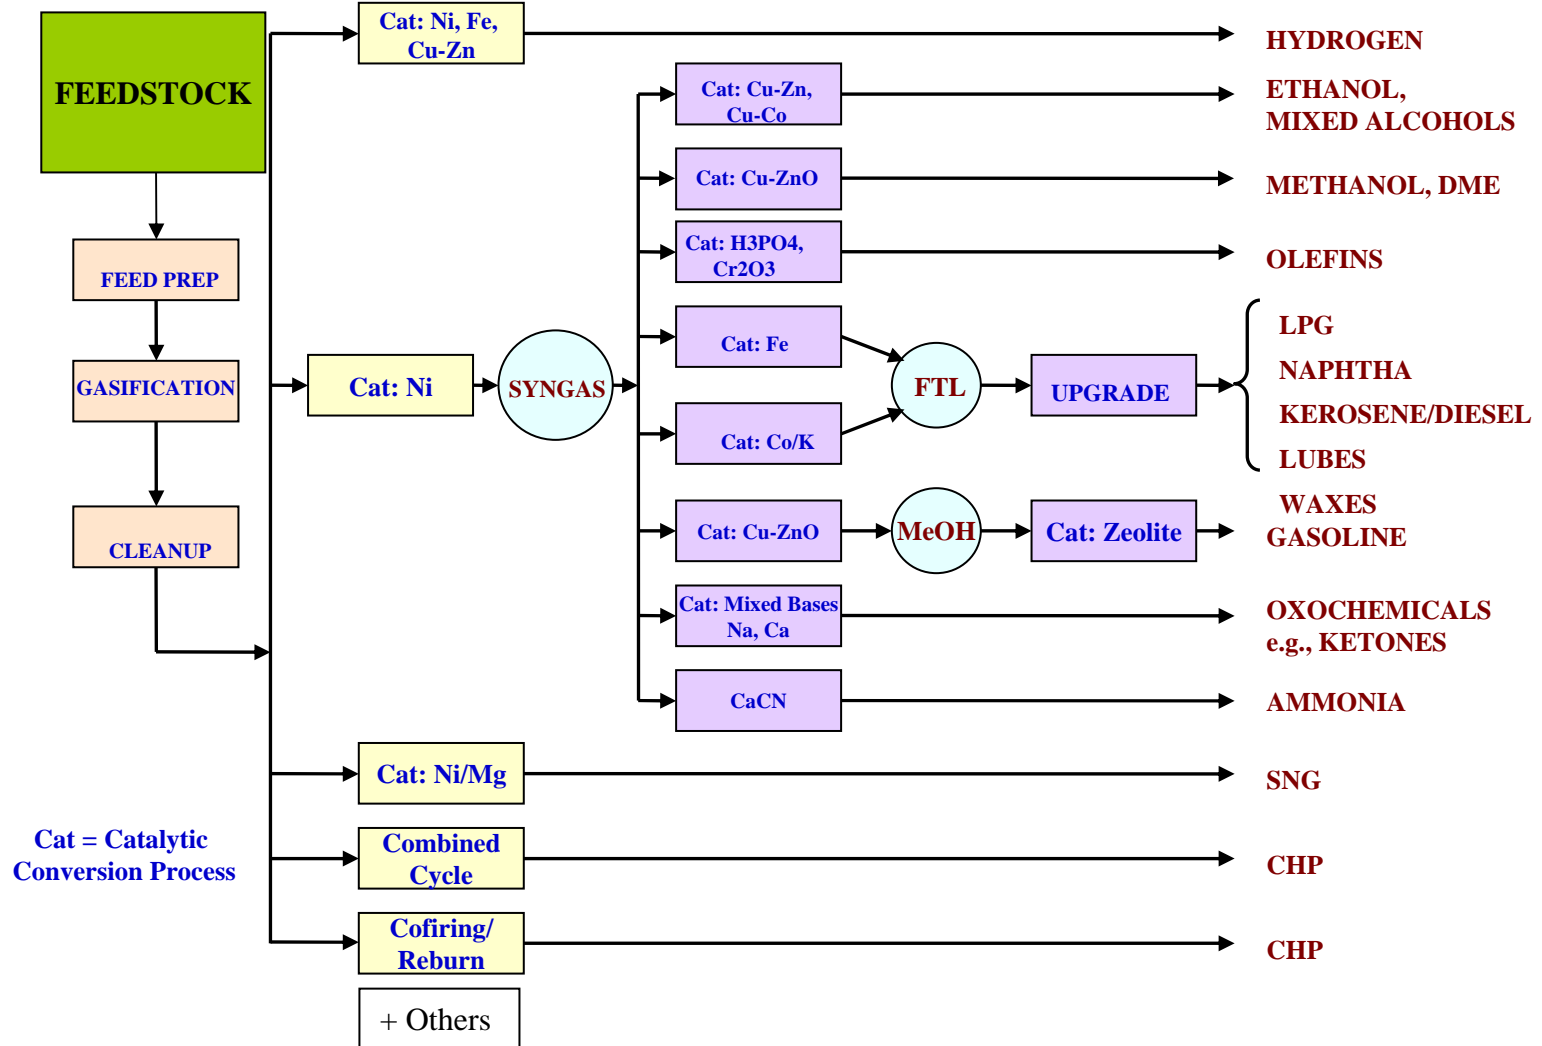 FEEDSTOCK
FEED PREP
GASIFICATION
CLEANUP
Cat = Catalytic
Conversion Process
Cat: Ni, Fe,
Cu-Zn
HYDROGEN
Cat: Ni
SYNGAS
Cat: Cu-Zn,
Cu-Co
ETHANOL,
MIXED ALCOHOLS
Cat: Cu-ZnO
METHANOL, DME
Cat: H3PO4,
Cr2O3
OLEFINS
Cat: Fe
Cat: Co/K
FTL
UPGRADE
LPG
NAPHTHA
KEROSENE/DIESEL
LUBES
WAXES
Cat: Cu-ZnO
MeOH
Cat: Zeolite
GASOLINE
Cat: Mixed Bases
Na, Ca
OXOCHEMICALS
e.g., KETONES
CaCN
AMMONIA
Cat: Ni/Mg
SNG
Combined
Cycle
CHP
Cofiring/
Reburn
CHP
+ Others